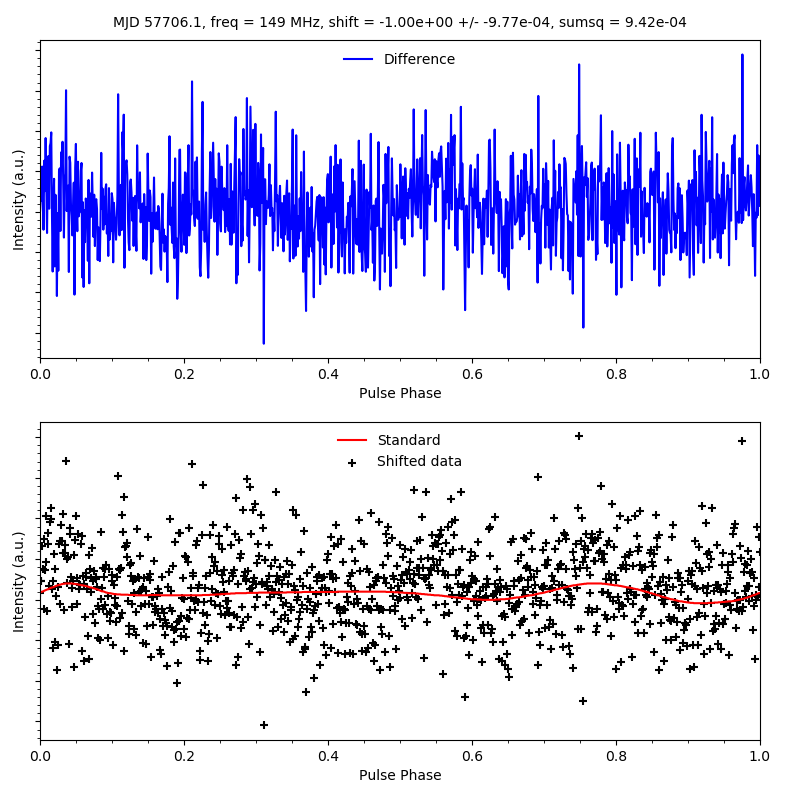 MJD 57706.1, freq = 149 MHz, shift = -1.00e+00 +/- -9.77e-04, sumsq = 9.42e-04
Difference
Intensity (a.u.)
0.0 0.2 0.4 0.6 0.8 1.0
Pulse Phase
Standard
Shifted data
Intensity (a.u.)
0.0 0.2 0.4 0.6 0.8 1.0
Pulse Phase